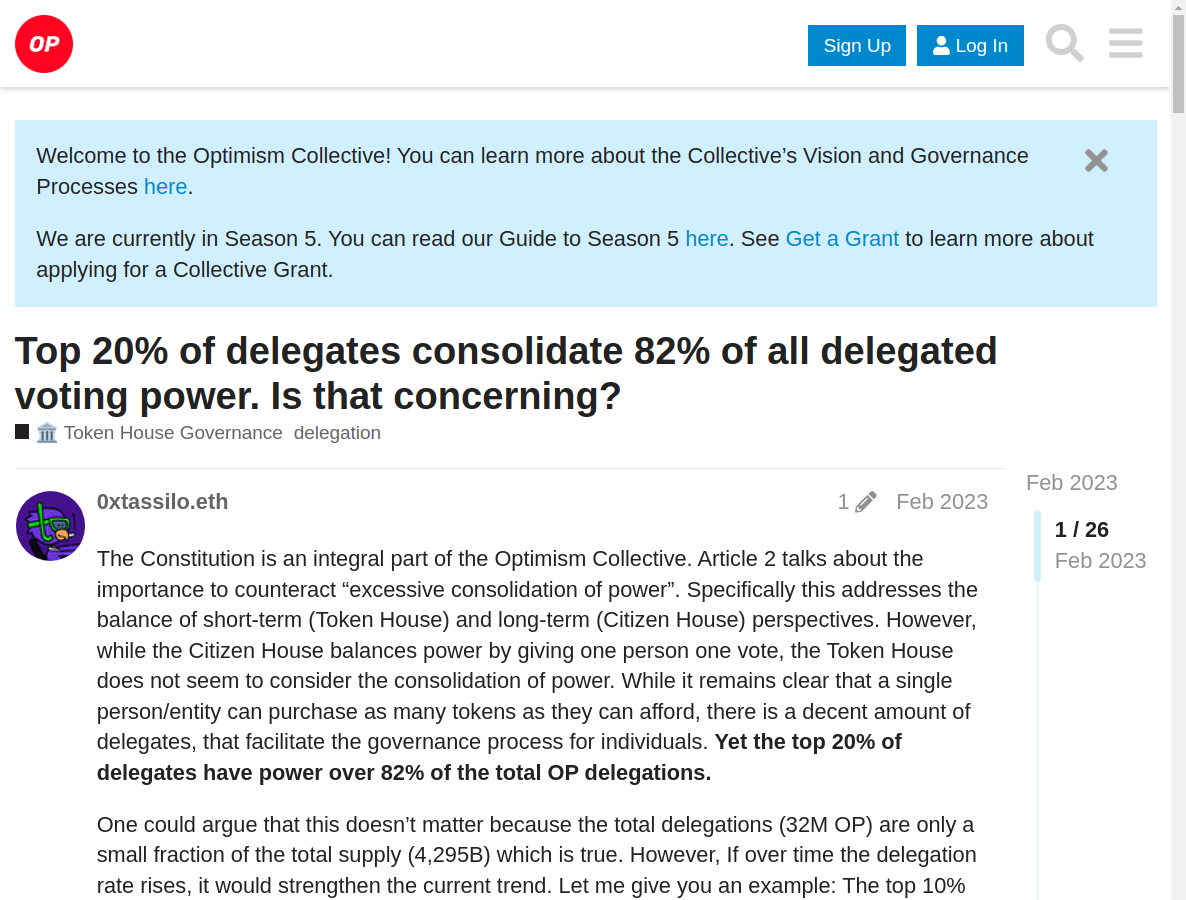 OP
Sign Up
Log In
Welcome to the Optimism Collective! You can learn more about the Collective’s Vision and Governance
Processes here.
We are currently in Season 5. You can read our Guide to Season 5 here. See Get a Grant to learn more about
applying for a Collective Grant.
Top 20% of delegates consolidate 82% of all delegated
voting power. Is that concerning?
Token House Governance delegation
0xtassilo.eth
1
Feb 2023
Feb 2023
1 / 26
Feb 2023
The Constitution is an integral part of the Optimism Collective. Article 2 talks about the
importance to counteract “excessive consolidation of power”. Specifically this addresses the
balance of short-term (Token House) and long-term (Citizen House) perspectives. However,
while the Citizen House balances power by giving one person one vote, the Token House
does not seem to consider the consolidation of power. While it remains clear that a single
person/entity can purchase as many tokens as they can afford, there is a decent amount of
delegates, that facilitate the governance process for individuals. Yet the top 20% of
delegates have power over 82% of the total OP delegations.
One could argue that this doesn’t matter because the total delegations (32M OP) are only a
small fraction of the total supply (4,295B) which is true. However, If over time the delegation
rate rises, it would strengthen the current trend. Let me give you an example: The top 10%